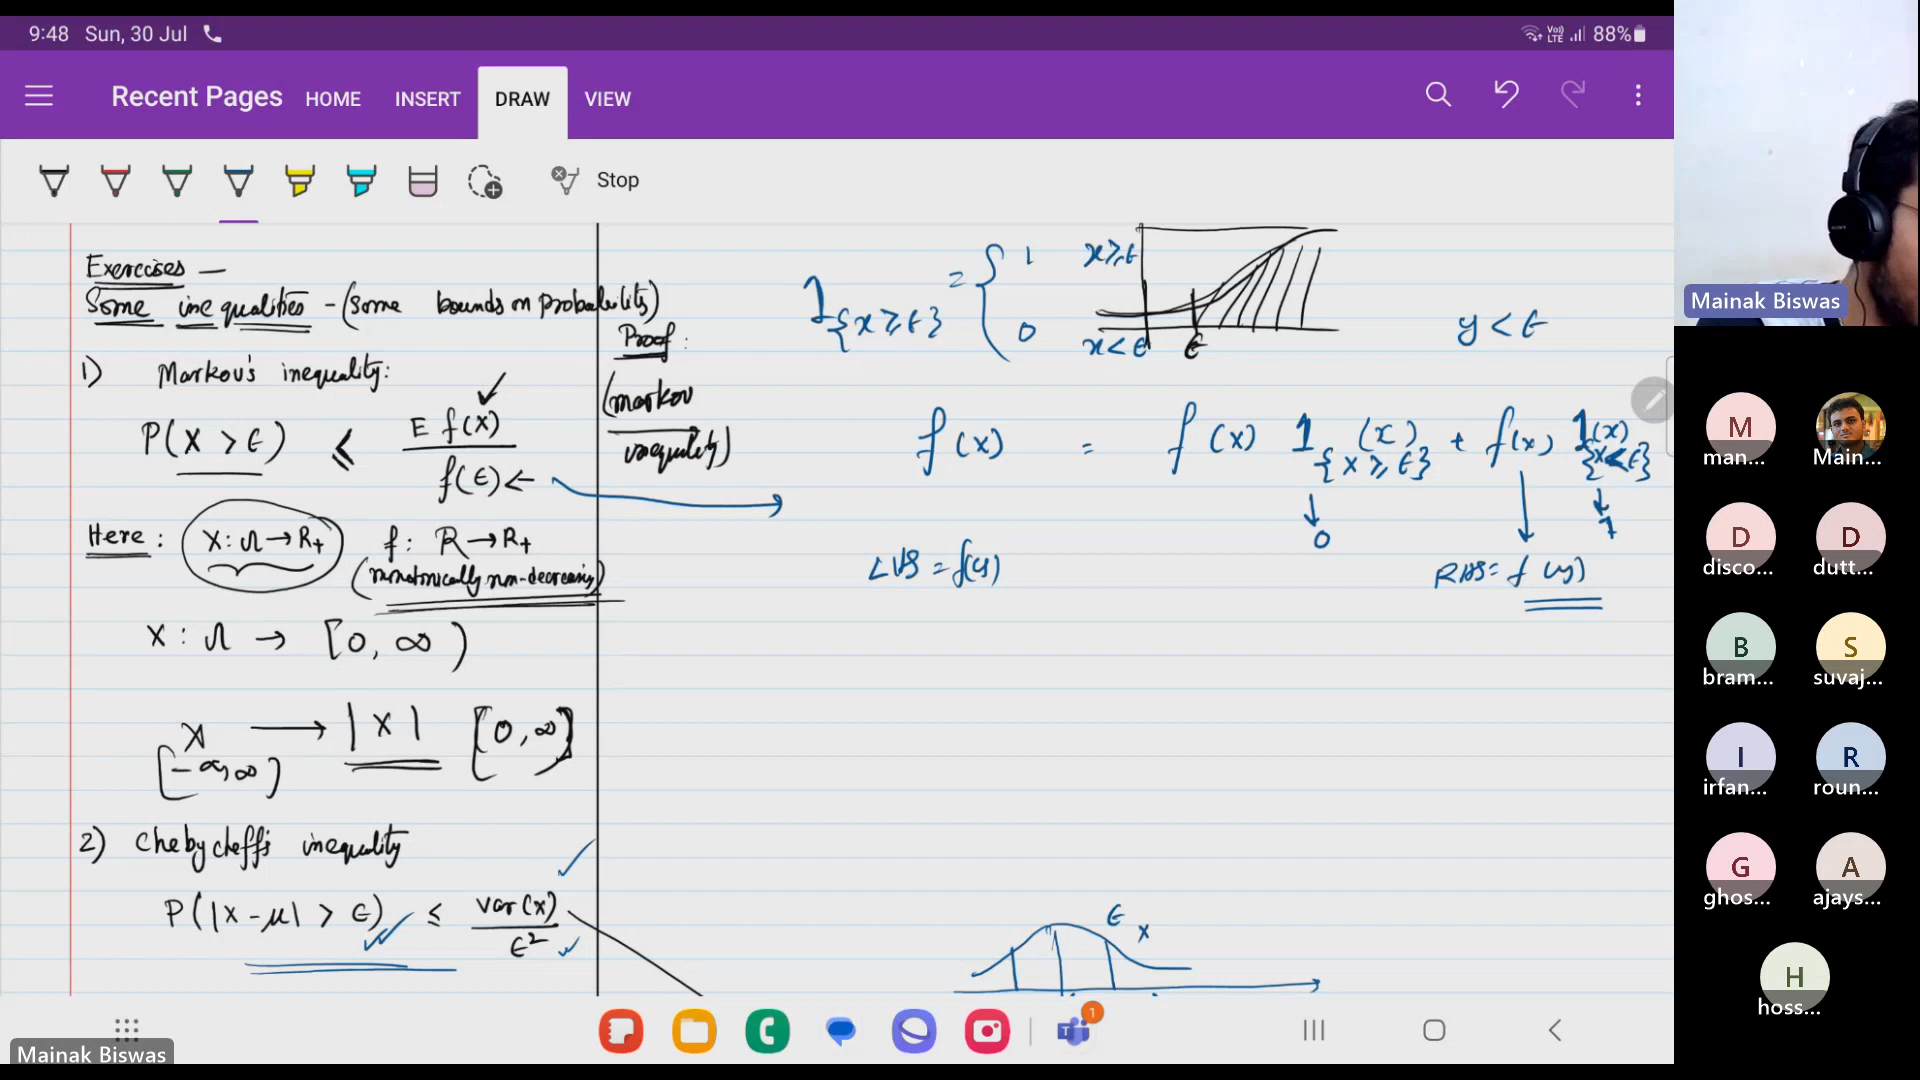 9:48 Sun, 30 Jul
88%
Recent Pages HOME INSERT DRAW VIEW
Stop
Exercises —
Some inequalities - (some bounds on probability)
1) Markov's inequality:
P(X > ϵ) ≤ E f(X) / f(ϵ) ←
Here: X: Ω → R+ f: R → R+
(monotonically non-decreasing)
X : Ω → [0, ∞)
X → |X| [0, ∞)
[-∞, ∞)
2) Chebycheff's inequality
P(|X - μ| > ϵ) ≤ var(x) / ϵ²
Proof:
(markov
inequality)
1{x ≥ ϵ} = { 1 x ≥ ϵ
0 x < ϵ
ϵ
y < ϵ
f(x) = f(x) 1{x ≥ ϵ}(x) + f(x) 1{x < ϵ}(x)
0
1
LHS = f(y)
RHS = f(y)
ϵ x
Mainak Biswas
Mainak Biswas
M man...
Main...
D disco...
D dutt...
B bram...
S suvaj...
I irfan...
R roun...
G ghos...
A ajays...
H hoss...
1